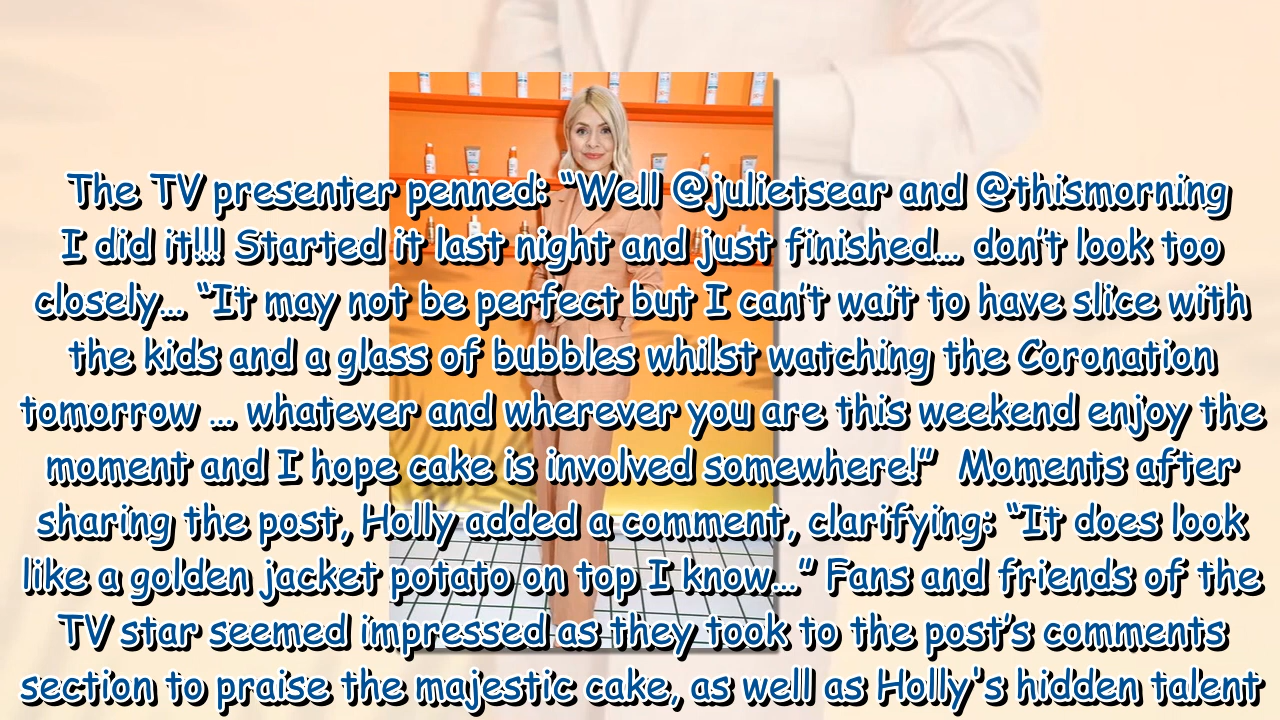 The TV presenter penned: “Well @julietsear and @thismorning
I did it!!! Started it last night and just finished... don’t look too
closely... “It may not be perfect but I can’t wait to have slice with
the kids and a glass of bubbles whilst watching the Coronation
tomorrow ... whatever and wherever you are this weekend enjoy the
moment and I hope cake is involved somewhere!”  Moments after
sharing the post, Holly added a comment, clarifying: “It does look
like a golden jacket potato on top I know...” Fans and friends of the
TV star seemed impressed as they took to the post’s comments
section to praise the majestic cake, as well as Holly's hidden talent